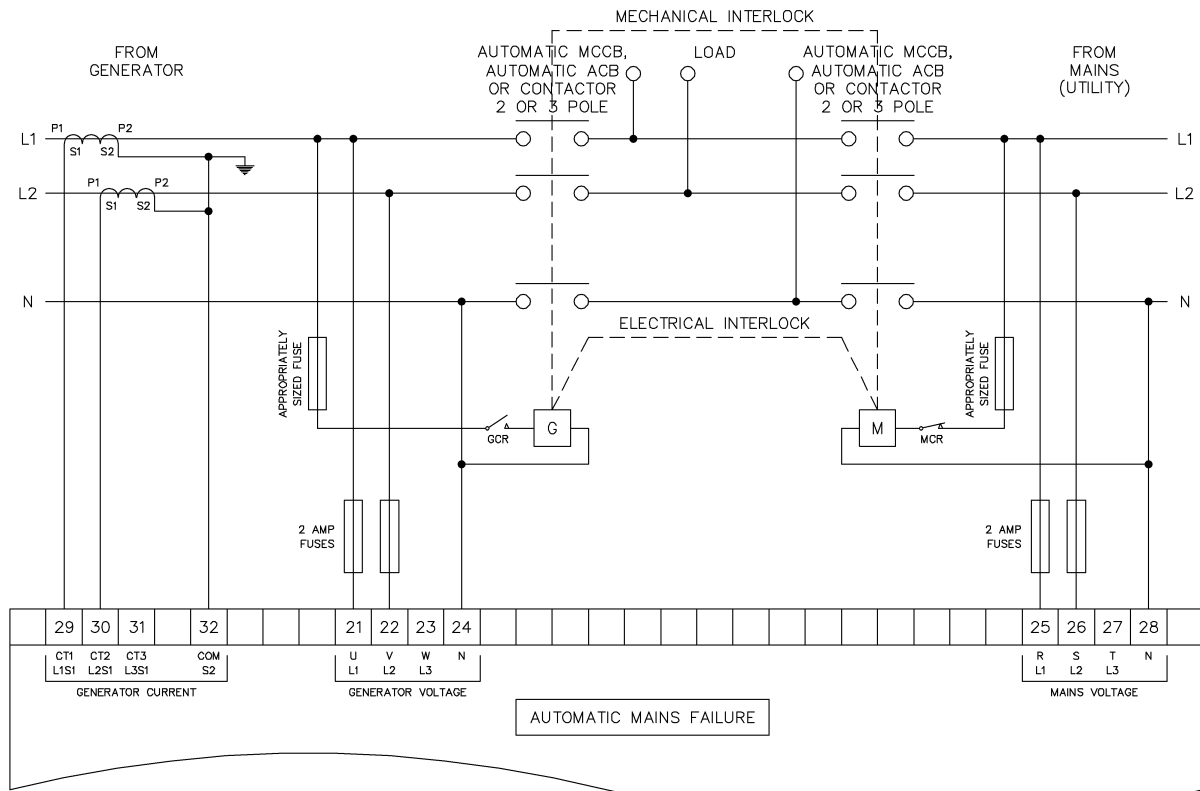 MECHANICAL INTERLOCK
FROM
GENERATOR
AUTOMATIC MCCB,
AUTOMATIC ACB
OR CONTACTOR
2 OR 3 POLE
LOAD
AUTOMATIC MCCB,
AUTOMATIC ACB
OR CONTACTOR
2 OR 3 POLE
FROM
MAINS
(UTILITY)
P1 P2
L1 S1 S2 L1
P1 P2
L2 S1 S2 L2
N N
ELECTRICAL INTERLOCK
APPROPRIATELY
SIZED FUSE
APPROPRIATELY
SIZED FUSE
GCR G M MCR
2 AMP
FUSES
2 AMP
FUSES
29 30 31 32 21 22 23 24 25 26 27 28
CT1 CT2 CT3 COM U V W N R S T N
L1S1 L2S1 L3S1 S2 L1 L2 L3 L1 L2 L3
GENERATOR CURRENT GENERATOR VOLTAGE MAINS VOLTAGE
AUTOMATIC MAINS FAILURE